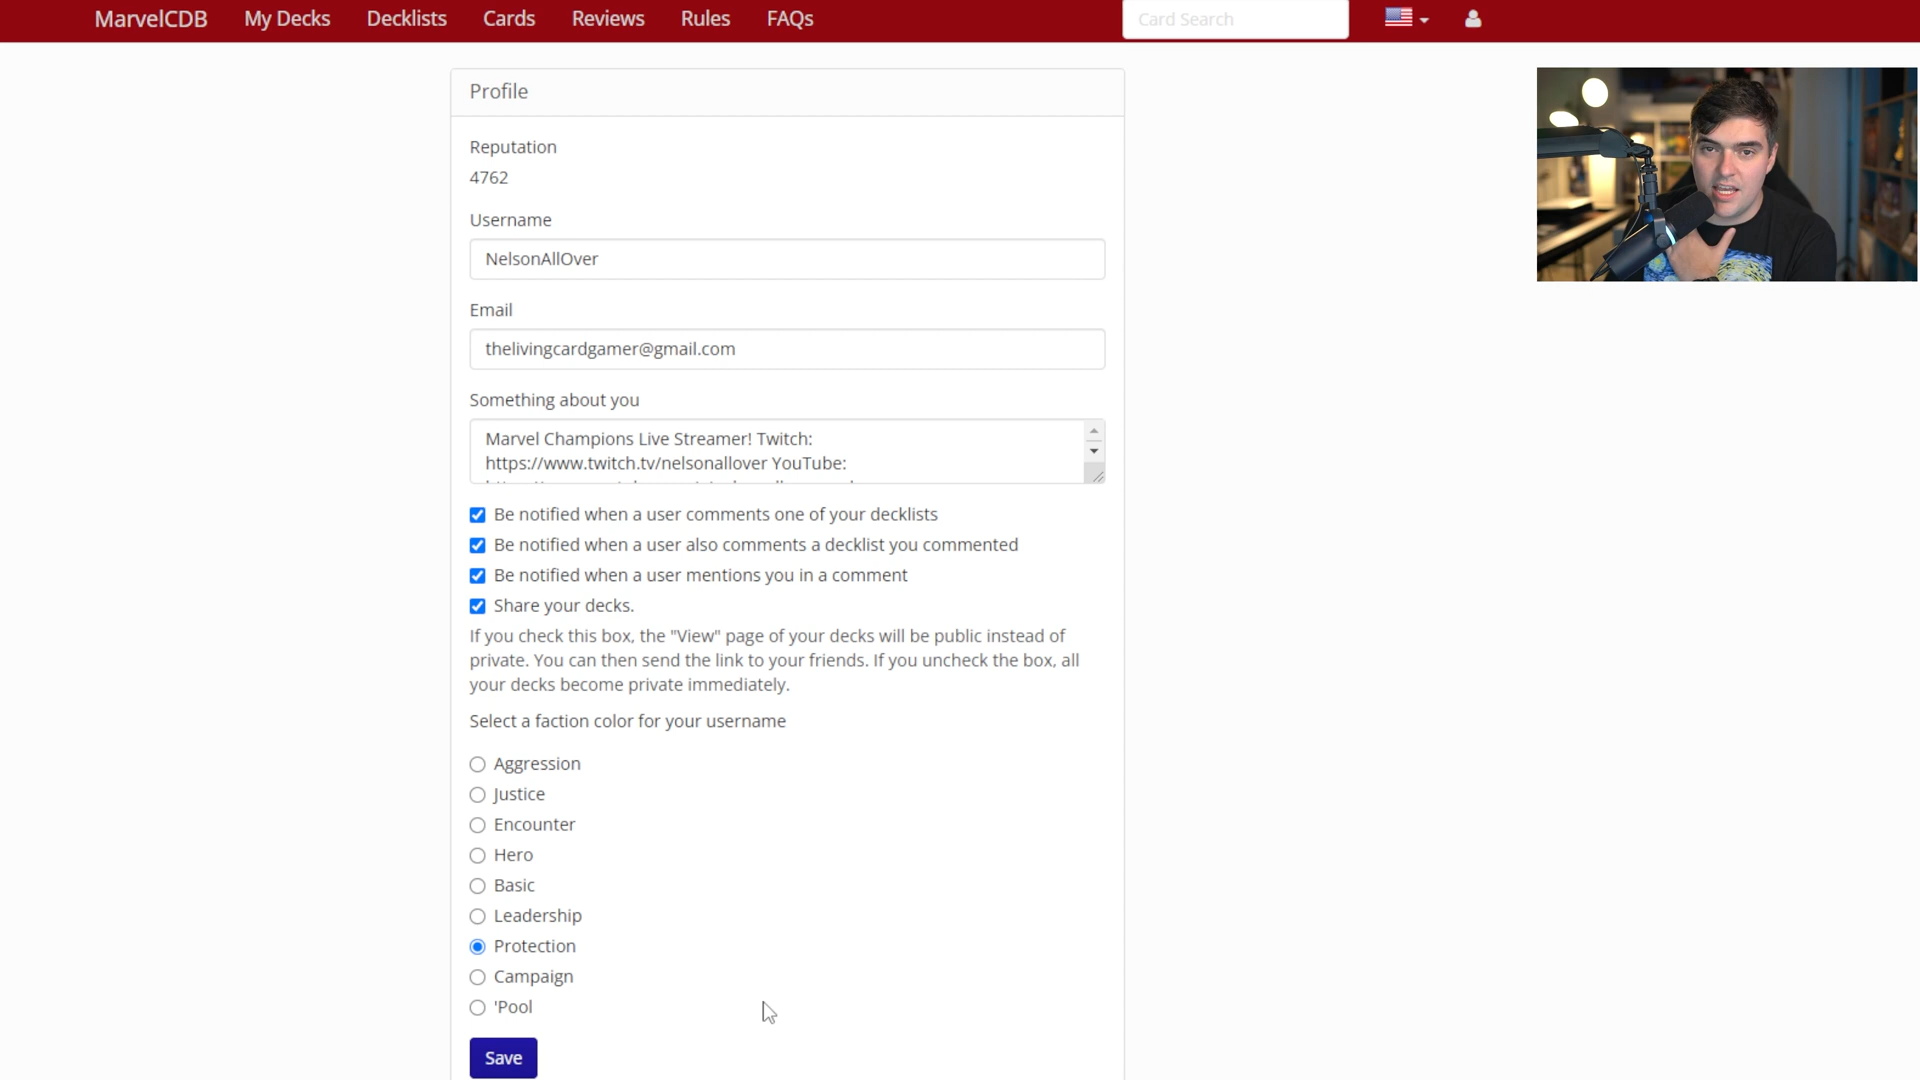 MarvelCDB My Decks Decklists Cards Reviews Rules FAQs Card Search
Profile
Reputation
4762
Username
NelsonAllOver
Email
thelivingcardgamer@gmail.com
Something about you
Marvel Champions Live Streamer! Twitch:
https://www.twitch.tv/nelsonallover YouTube:
Be notified when a user comments one of your decklists
Be notified when a user also comments a decklist you commented
Be notified when a user mentions you in a comment
Share your decks.
If you check this box, the "View" page of your decks will be public instead of
private. You can then send the link to your friends. If you uncheck the box, all
your decks become private immediately.
Select a faction color for your username
Aggression
Justice
Encounter
Hero
Basic
Leadership
Protection
Campaign
'Pool
Save